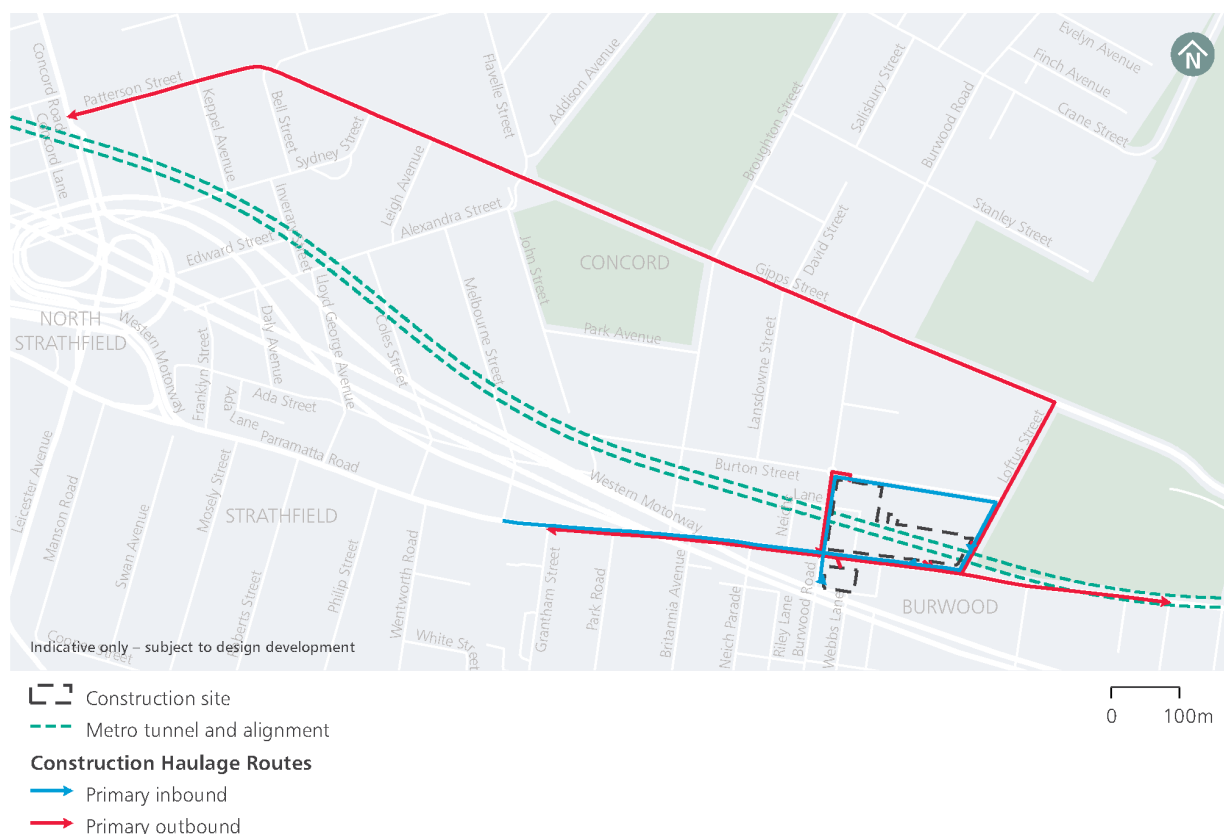 Concord Road
Concord Lane
Patterson Street
Keppel Avenue
Bell Street
Sydney Street
Flavelle Street
Addison Avenue
Broughton Street
Salisbury Street
Burwood Road
Evelyn Avenue
Finch Avenue
Crane Street
N
Leigh Avenue
Alexandra Street
Edward Street
John Street
CONCORD
David Street
Gipps Street
Stanley Street
NORTH
STRATHFIELD
Western Motorway
Franklyn Street
Daly Avenue
Lloyd George Avenue
Coles Street
Melbourne Street
Park Avenue
Lansdowne Street
Ada
Lane
Ada Street
Parramatta Road
Leicester Avenue
Manson Road
Swan Avenue
Mosely Street
STRATHFIELD
Philip Street
Wentworth Road
Western Motorway
Burton Street
Loftus Street
Grantham Street
Park Road
Britannia Avenue
Neich Parade
Riley Lane
Burwood Road
Webbs Lane
BURWOOD
White Street
Indicative only – subject to design development
Construction site
Metro tunnel and alignment
Construction Haulage Routes
Primary inbound
Primary outbound
0 100m